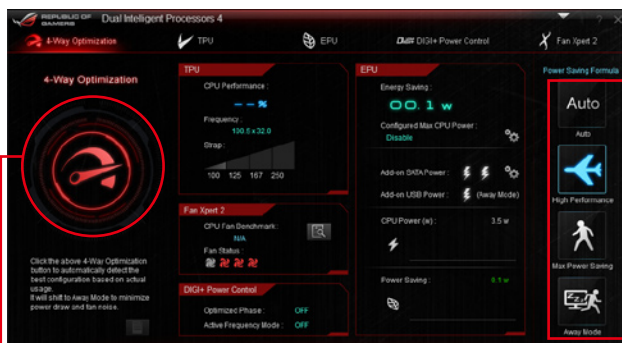 REPUBLIC OF GAMERS
Dual Intelligent Processors 4
? ×
4-Way Optimization
TPU
EPU
DIGI+ Power Control
Fan Xpert 2
4-Way Optimization
Click the above 4-Way Optimization
button to automatically detect the
best configuration based on actual
usage.
It will shift to Away Mode to minimize
power draw and fan noise.
TPU
CPU Performance :
-- %
Frequency :
100.5 x 32.0
Strap :
100 125 167 250
Fan Xpert 2
CPU Fan Benchmark :
N/A
Fan Status :
DIGI+ Power Control
Optimized Phase : OFF
Active Frequency Mode : OFF
EPU
Energy Saving :
00.1 w
Configured Max CPU Power :
Disable
Add-on SATA Power :
Add-on USB Power : (Away Mode)
CPU Power (w) : 3.5 w
Power Saving : 0.1 w
Power Saving Formula
Auto
Auto
High Performance
Max Power Saving
Away Mode